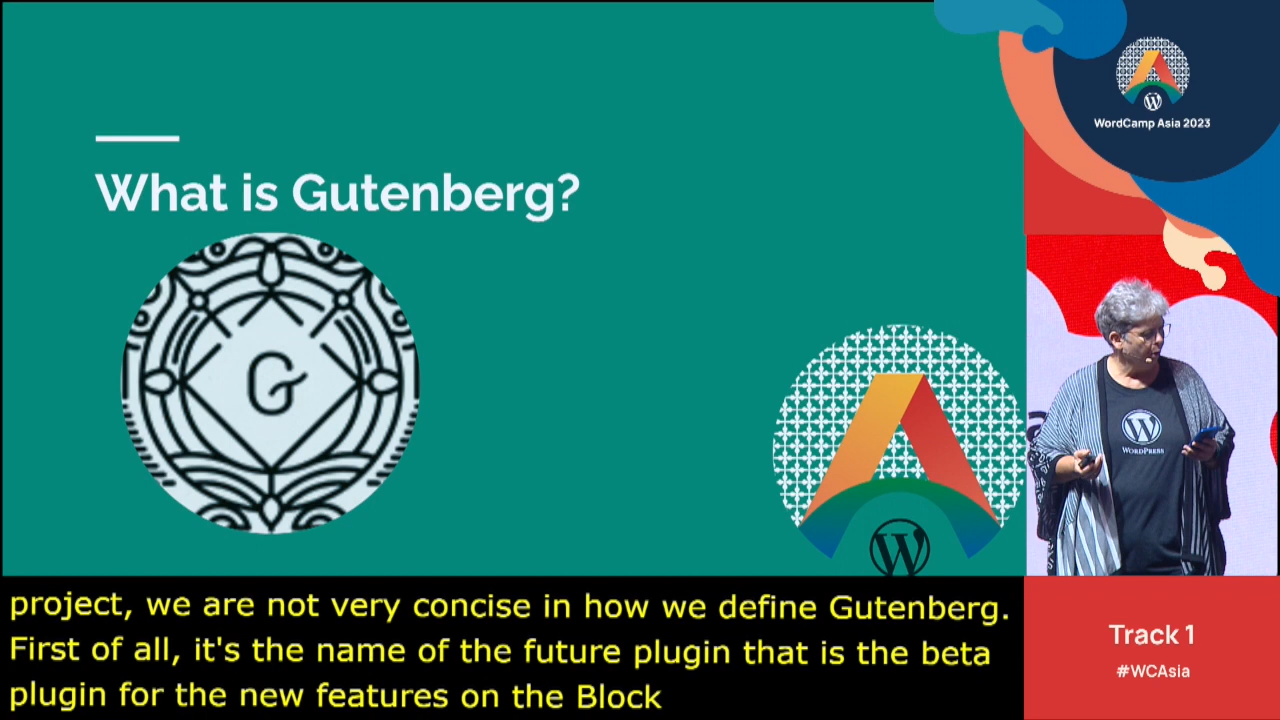 What is Gutenberg?
G
W
WordCamp Asia 2023
W
WORDPRESS
W
project, we are not very concise in how we define Gutenberg.
First of all, it's the name of the future plugin that is the beta
plugin for the new features on the Block
Track 1
#WCAsia